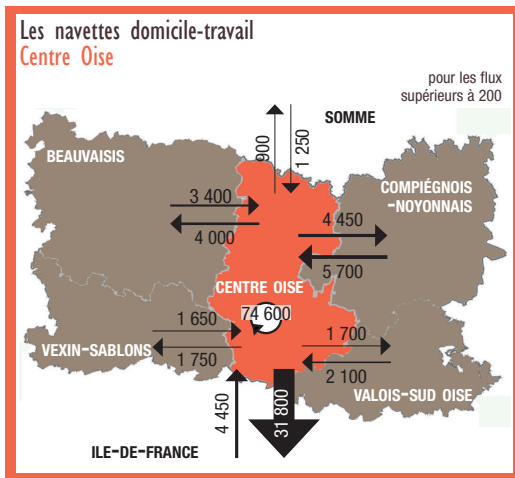 Les navettes domicile-travail
Centre Oise
pour les flux
supérieurs à 200
SOMME
900
1 250
BEAUVAISIS
COMPIÉGNOIS
-NOYONNAIS
3 400
4 000
4 450
5 700
CENTRE OISE
74 600
1 650
1 700
VEXIN-SABLONS
1 750
2 100
VALOIS-SUD OISE
4 450
31 800
ILE-DE-FRANCE